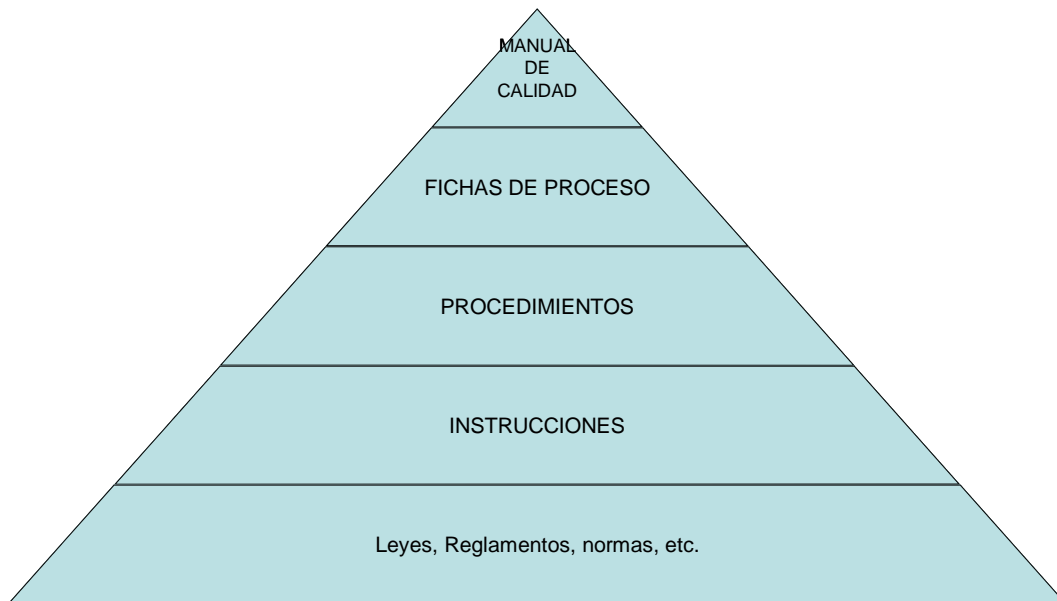 MANUAL
DE
CALIDAD
FICHAS DE PROCESO
PROCEDIMIENTOS
INSTRUCCIONES
Leyes, Reglamentos, normas, etc.